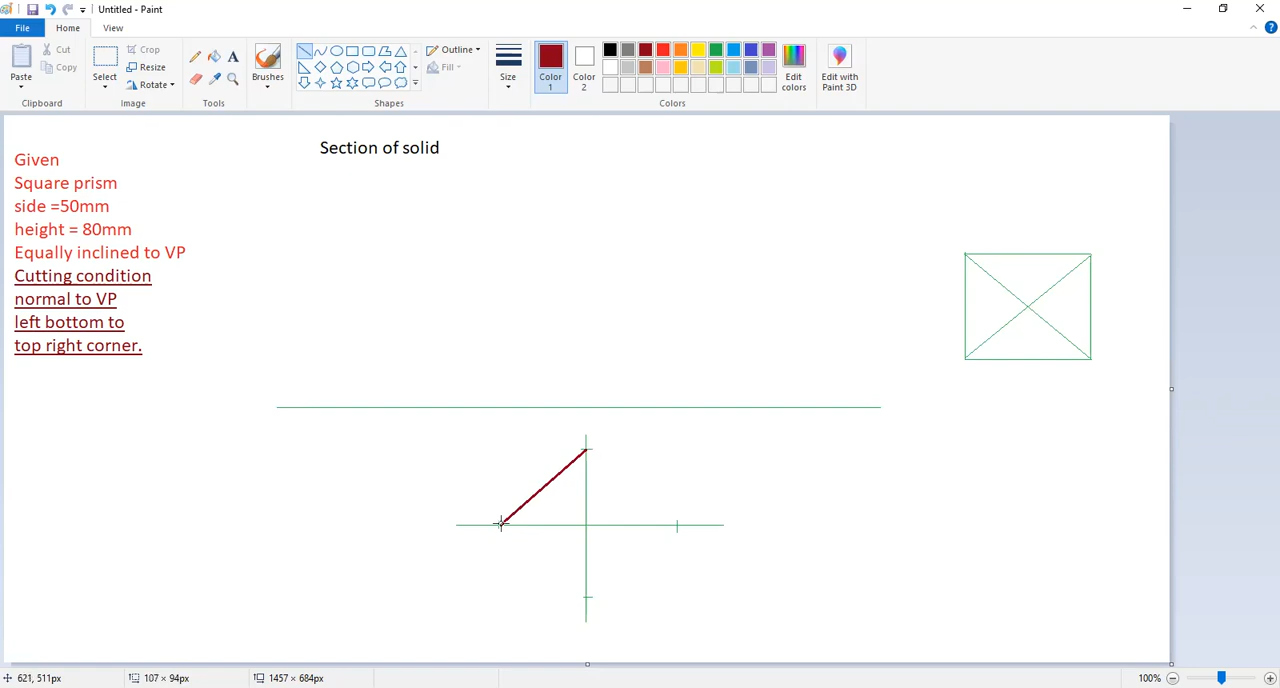 Untitled - Paint
File
Home
View
Paste
Cut
Copy
Clipboard
Select
Crop
Resize
Rotate
Image
Tools
Brushes
Shapes
Outline
Fill
Size
Color 1
Color 2
Colors
Edit colors
Edit with Paint 3D
Section of solid
Given
Square prism
side =50mm
height = 80mm
Equally inclined to VP
Cutting condition
normal to VP
left bottom to
top right corner.
621, 511px
107 × 94px
1457 × 684px
100%